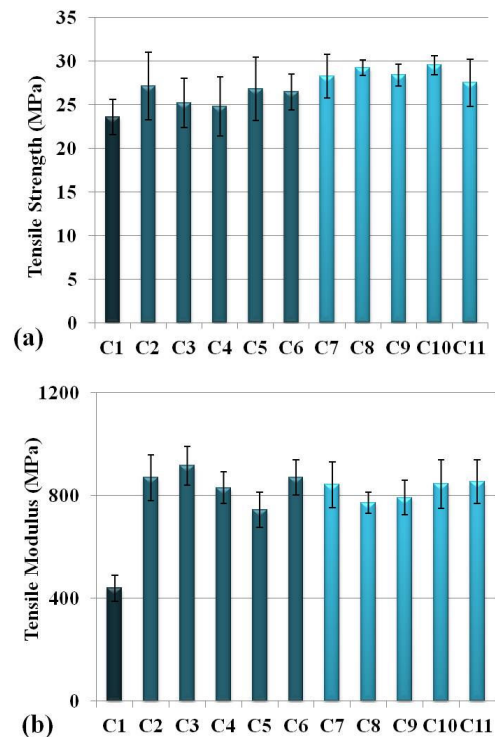 35
30
25
20
15
10
5
0
Tensile Strength (MPa)
C1 C2 C3 C4 C5 C6 C7 C8 C9 C10 C11
(a)
1200
800
400
0
Tensile Modulus (MPa)
C1 C2 C3 C4 C5 C6 C7 C8 C9 C10 C11
(b)